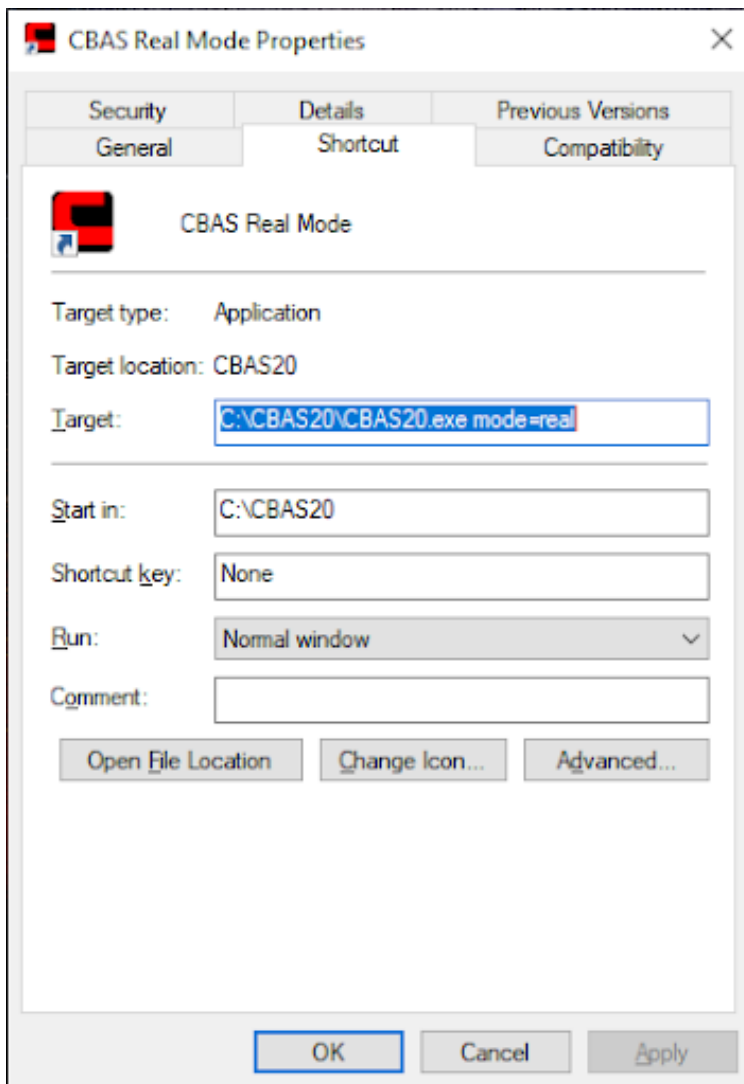 CBAS Real Mode Properties
Security Details Previous Versions
General Shortcut Compatibility
CBAS Real Mode
Target type: Application
Target location: CBAS20
Target: C:\CBAS20\CBAS20.exe mode=real
Start in: C:\CBAS20
Shortcut key: None
Run: Normal window
Comment:
Open File Location Change Icon... Advanced...
OK Cancel Apply